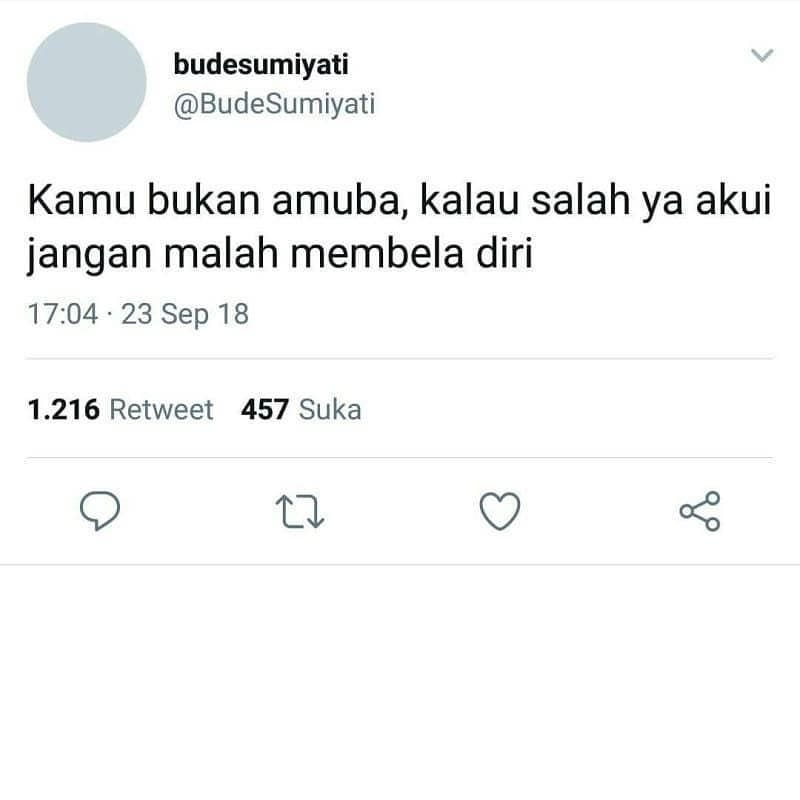 budesumiyati
@BudeSumiyati
Kamu bukan amuba, kalau salah ya akui
jangan malah membela diri
17:04 · 23 Sep 18
1.216 Retweet 457 Suka